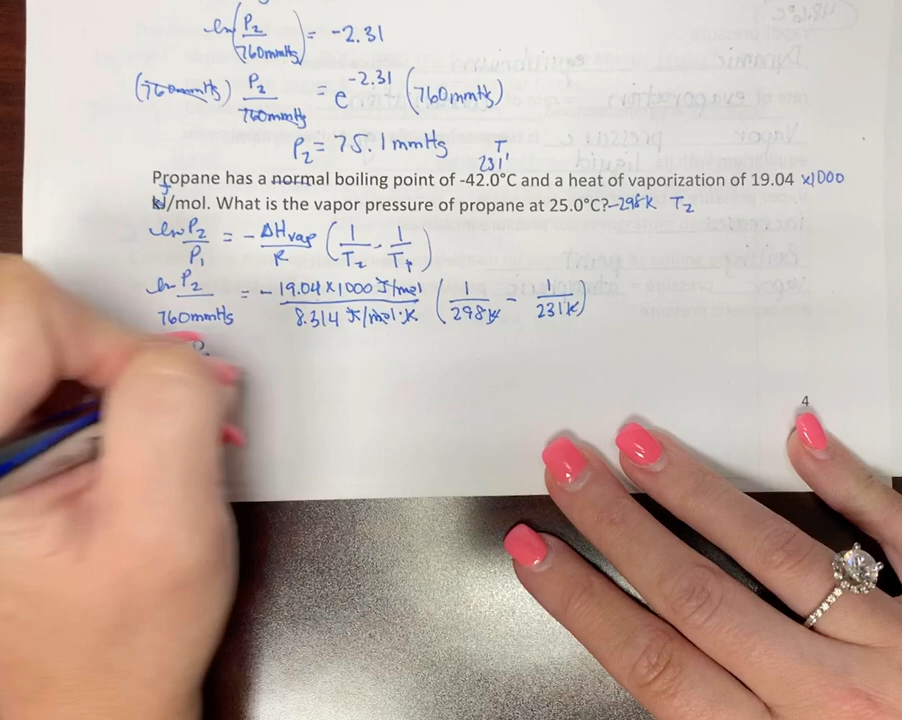 ln(P₂/760mmHg) = -2.31
(760mmHg) P₂/760mmHg = e^-2.31 (760mmHg)
P₂ = 75.1mmHg
T₁
231
Propane has a normal boiling point of -42.0°C and a heat of vaporization of 19.04 x1000
J/mol. What is the vapor pressure of propane at 25.0°C? -298K T₂
ln P₂/P₁ = - ΔHvap/R (1/T₂ - 1/T₁)
ln P₂/760mmHg = - 19.04 x 1000 J/mol / 8.314 J/mol·K (1/298K - 1/231K)
4